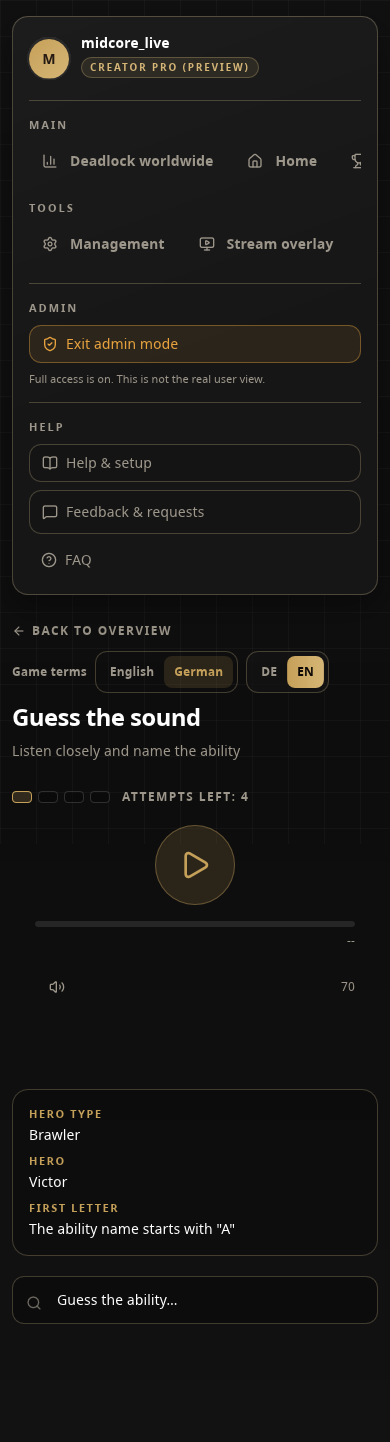 M
midcore_live
CREATOR PRO (PREVIEW)
MAIN
Deadlock worldwide Home
TOOLS
Management Stream overlay
ADMIN
Exit admin mode
Full access is on. This is not the real user view.
HELP
Help & setup
Feedback & requests
FAQ
BACK TO OVERVIEW
Game terms English German DE EN
Guess the sound
Listen closely and name the ability
ATTEMPTS LEFT: 4
--
70
HERO TYPE
Brawler
HERO
Victor
FIRST LETTER
The ability name starts with "A"
Guess the ability...